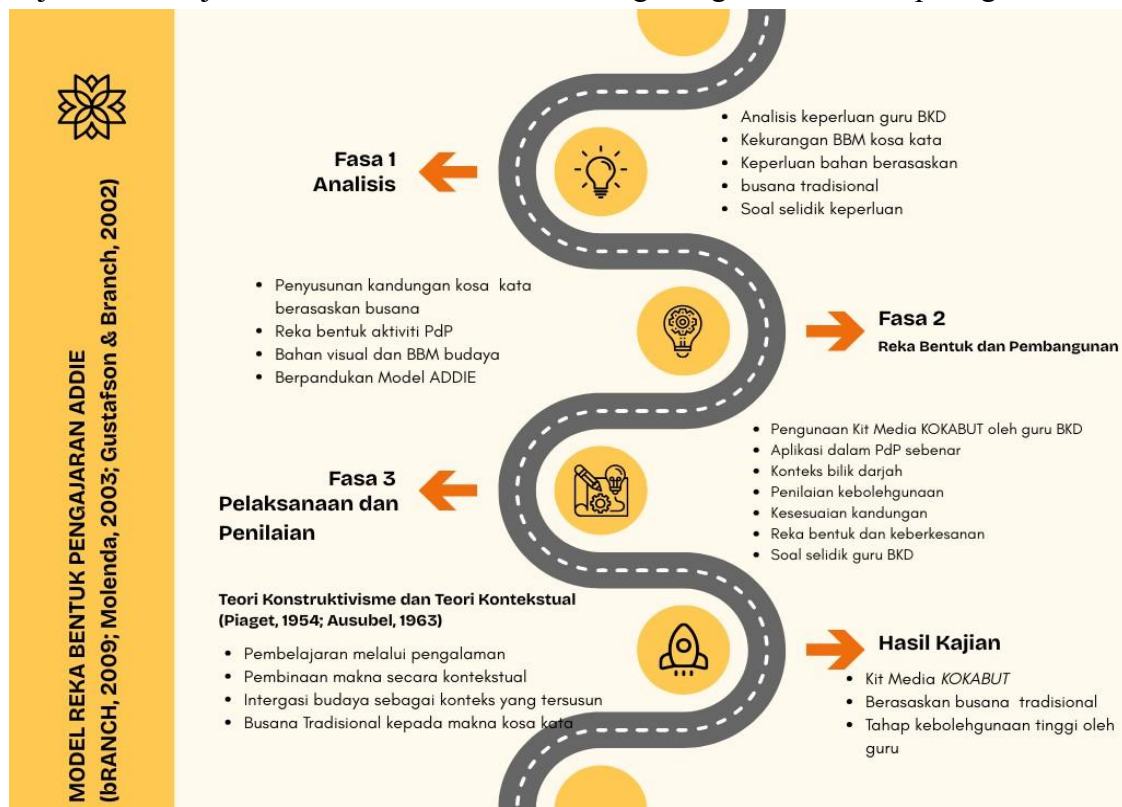 MODEL REKA BENTUK PENGAJARAN ADDIE
(bRANCH, 2009; Molenda, 2003; Gustafson & Branch, 2002)
Fasa 1
Analisis
• Analisis keperluan guru BKD
• Kekurangan BBM kosa kata
• Keperluan bahan berasaskan
• busana tradisional
• Soal selidik keperluan
• Penyusunan kandungan kosa kata
berasaskan busana
• Reka bentuk aktiviti PdP
• Bahan visual dan BBM budaya
• Berpandukan Model ADDIE
Fasa 2
Reka Bentuk dan Pembangunan
Fasa 3
Pelaksanaan dan
Penilaian
• Pengunaan Kit Media KOKABUT oleh guru BKD
• Aplikasi dalam PdP sebenar
• Konteks bilik darjah
• Penilaian kebolehgunaan
• Kesesuaian kandungan
• Reka bentuk dan keberkesanan
• Soal selidik guru BKD
Teori Konstruktivisme dan Teori Kontekstual
(Piaget, 1954; Ausubel, 1963)
• Pembelajaran melalui pengalaman
• Pembinaan makna secara kontekstual
• Intergasi budaya sebagai konteks yang tersusun
• Busana Tradisional kepada makna kosa kata
Hasil Kajian
• Kit Media KOKABUT
• Berasaskan busana tradisional
• Tahap kebolehgunaan tinggi oleh
guru